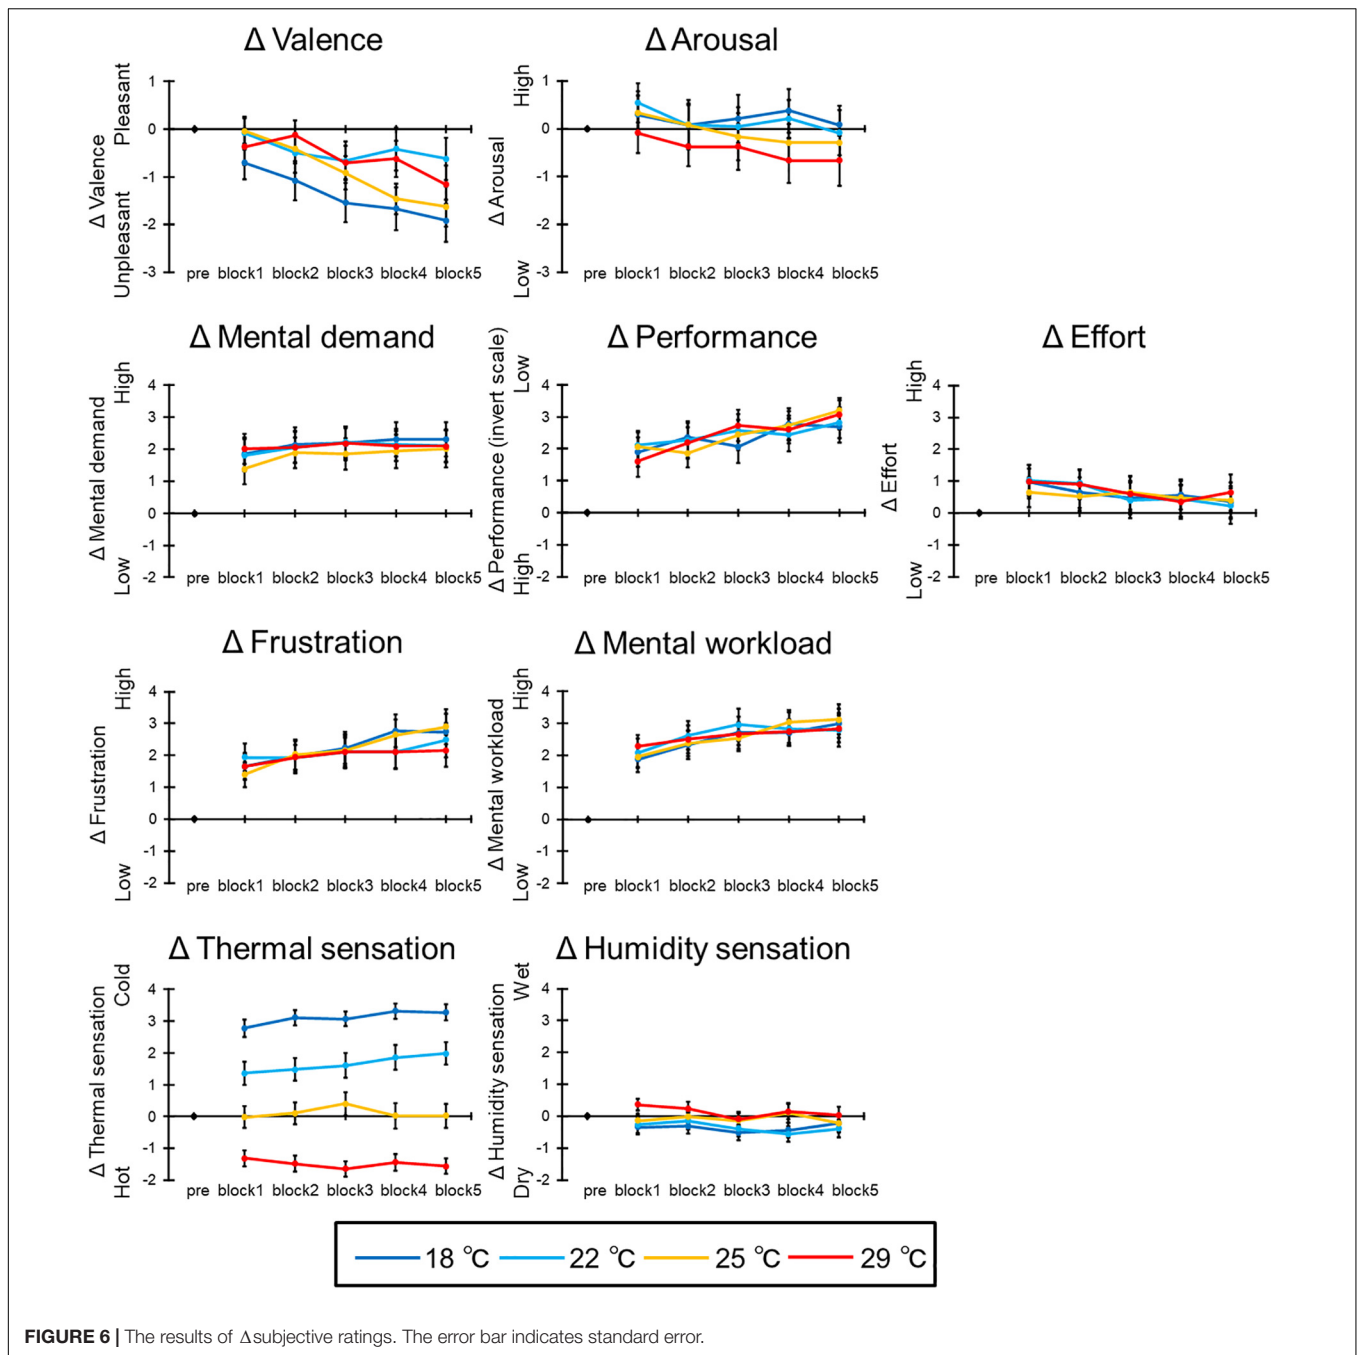 Δ Valence
Δ Valence
Unpleasant Pleasant
1
0
-1
-2
-3
pre block1 block2 block3 block4 block5
Δ Arousal
Δ Arousal
Low High
1
0
-1
-2
-3
pre block1 block2 block3 block4 block5
Δ Mental demand
Δ Mental demand
Low High
4
3
2
1
0
-1
-2
pre block1 block2 block3 block4 block5
Δ Performance
Δ Performance (invert scale)
High Low
4
3
2
1
0
-1
-2
pre block1 block2 block3 block4 block5
Δ Effort
Δ Effort
Low High
4
3
2
1
0
-1
-2
pre block1 block2 block3 block4 block5
Δ Frustration
Δ Frustration
Low High
4
3
2
1
0
-1
-2
pre block1 block2 block3 block4 block5
Δ Mental workload
Δ Mental workload
Low High
4
3
2
1
0
-1
-2
pre block1 block2 block3 block4 block5
Δ Thermal sensation
Δ Thermal sensation
Hot Cold
4
3
2
1
0
-1
-2
pre block1 block2 block3 block4 block5
Δ Humidity sensation
Δ Humidity sensation
Dry Wet
4
3
2
1
0
-1
-2
pre block1 block2 block3 block4 block5
18 °C 22 °C 25 °C 29 °C
FIGURE 6 | The results of Δsubjective ratings. The error bar indicates standard error.